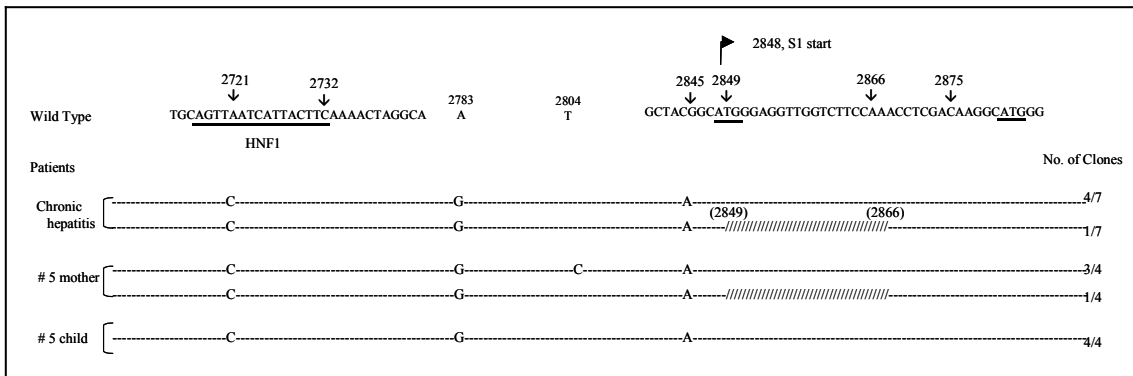 2848, S1 start
2721 2732 2783 2804 2845 2849 2866 2875
Wild Type TGCAGTTAATCATTACTTCAAAACTAGGCA A T GCTACGGCATGGGAGGTTGGTCTTCCAAACCTCGACAAGGCATGGG
HNF1
Patients No. of Clones
Chronic hepatitis
C G A 4/7
(2849) (2866)
C G A 1/7
# 5 mother
C G C A 3/4
C G A 1/4
# 5 child
C G A 4/4